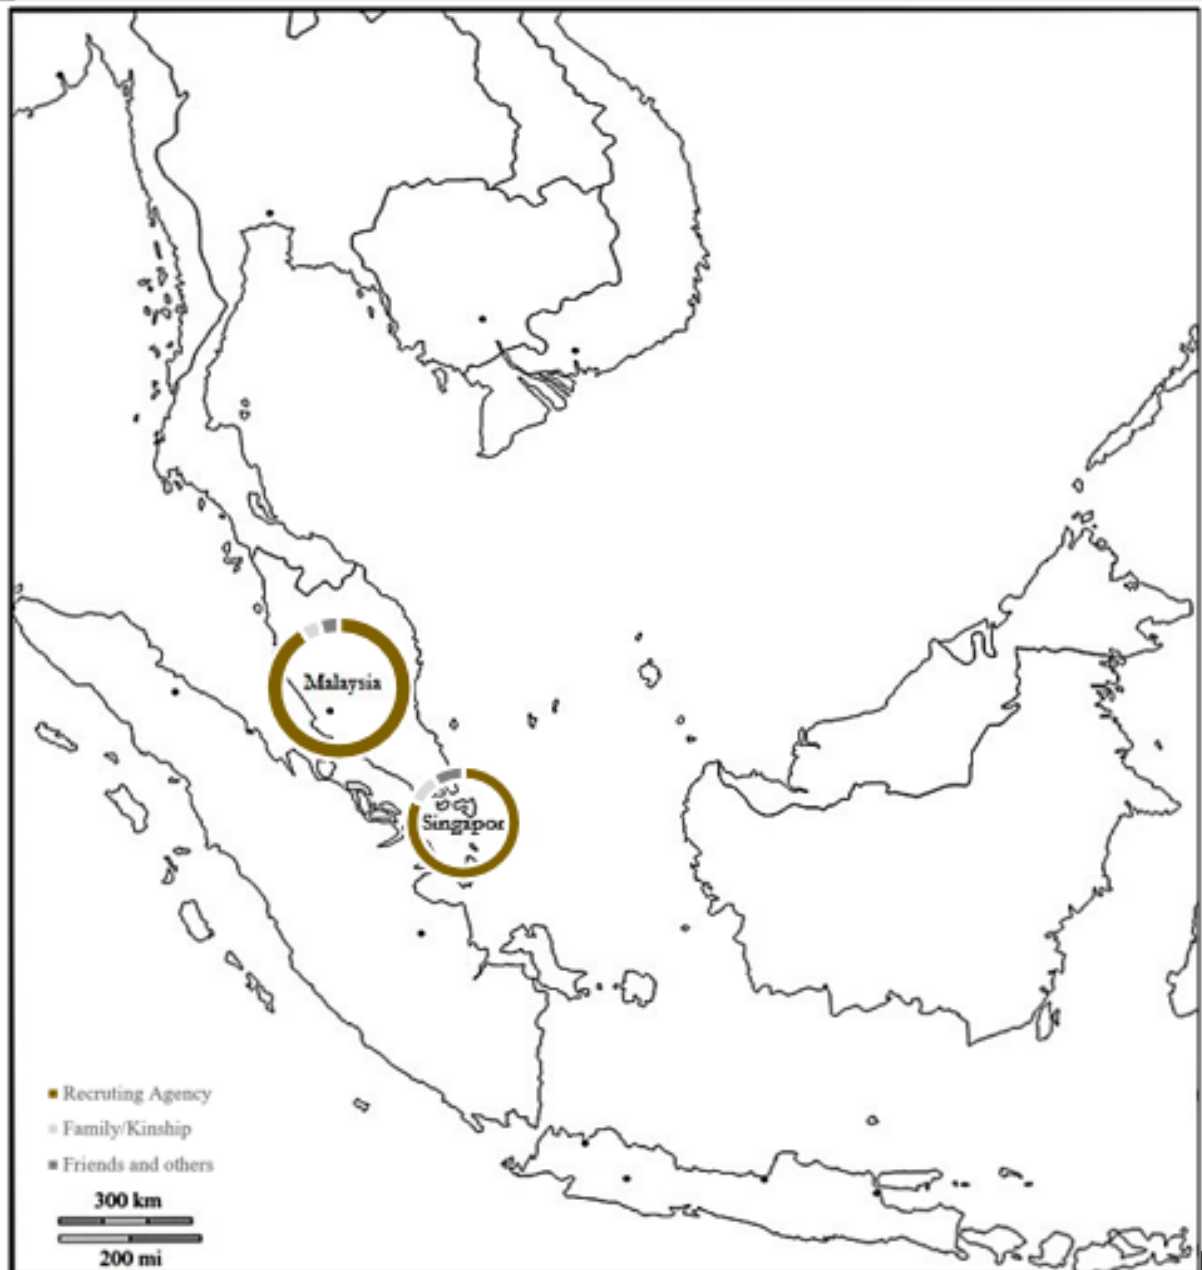 Malaysia
Singapor
Recruting Agency
Family/Kinship
Friends and others
300 km
200 mi